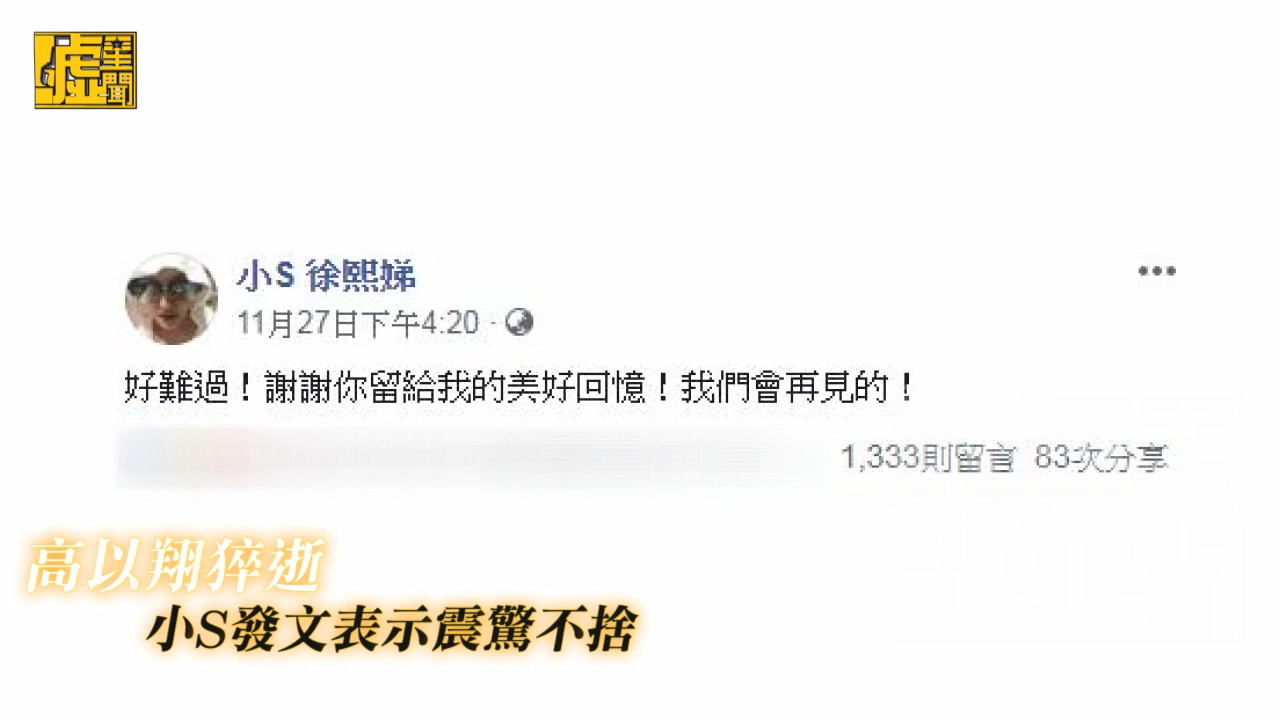 噓星聞
小S 徐熙娣
11月27日下午4:20
好難過！謝謝你留給我的美好回憶！我們會再見的！
1,333則留言 83次分享
高以翔猝逝
小S發文表示震驚不捨